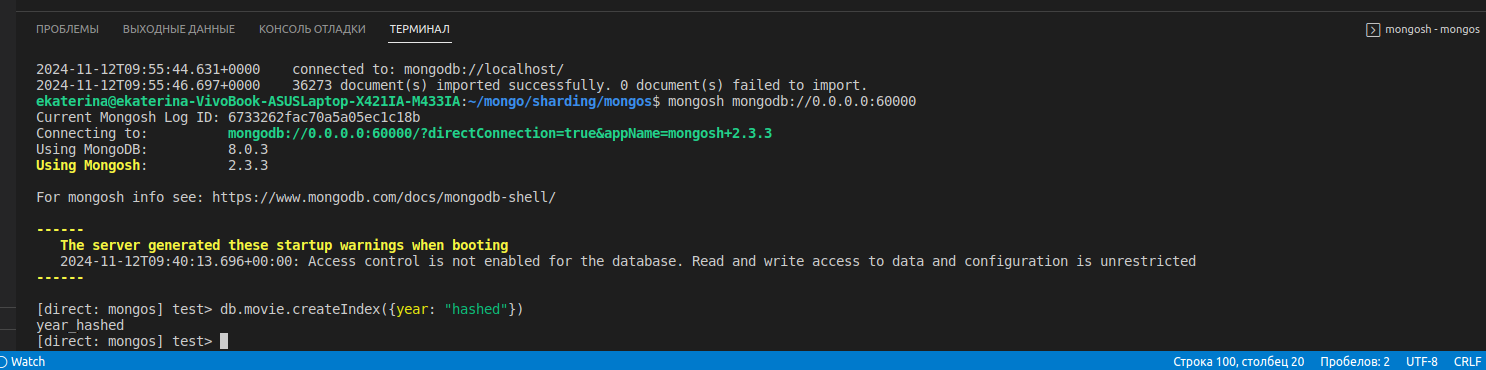 ПРОБЛЕМЫ ВЫХОДНЫЕ ДАННЫЕ КОНСОЛЬ ОТЛАДКИ ТЕРМИНАЛ mongosh - mongos
2024-11-12T09:55:44.631+0000    connected to: mongodb://localhost/
2024-11-12T09:55:46.697+0000    36273 document(s) imported successfully. 0 document(s) failed to import.
ekaterina@ekaterina-VivoBook-ASUSLaptop-X421IA-M433IA:~/mongo/sharding/mongos$ mongosh mongodb://0.0.0.0:60000
Current Mongosh Log ID: 6733262fac70a5a05ec1c18b
Connecting to:          mongodb://0.0.0.0:60000/?directConnection=true&appName=mongosh+2.3.3
Using MongoDB:          8.0.3
Using Mongosh:          2.3.3
For mongosh info see: https://www.mongodb.com/docs/mongodb-shell/
------
The server generated these startup warnings when booting
2024-11-12T09:40:13.696+00:00: Access control is not enabled for the database. Read and write access to data and configuration is unrestricted
------
[direct: mongos] test> db.movie.createIndex({year: "hashed"})
year_hashed
[direct: mongos] test>
Watch Строка 100, столбец 20 Пробелов: 2 UTF-8 CRLF